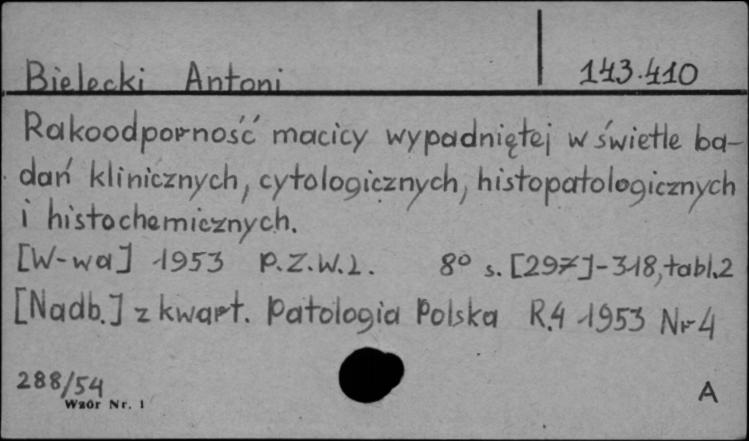 Bielecki Antoni 143.410
Rakoodporność macicy wypadniętej w świetle ba-
dań klinicznych, cytologicznych, histopatologicznych
i histochemicznych.
[W-wa] 1953 P.Z.W.L. 8° s. [297]-318, tabl.2
[Nadb.] z kwart. Patologia Polska R.4 1953 Nr 4
288/54
Wzór Nr. 1
A